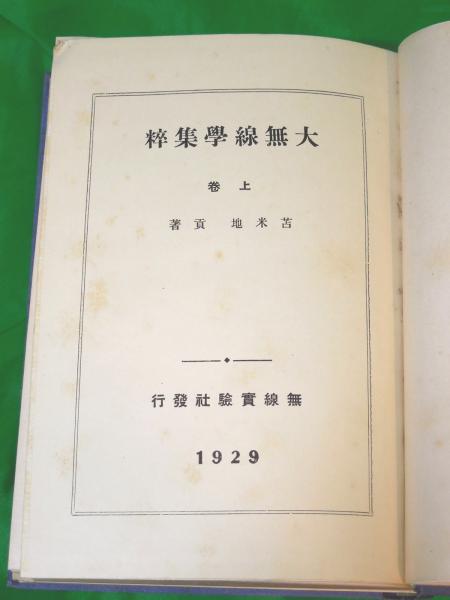 大無線學集粹
上卷
苫米地 貢 著
無線實驗社發行
1929